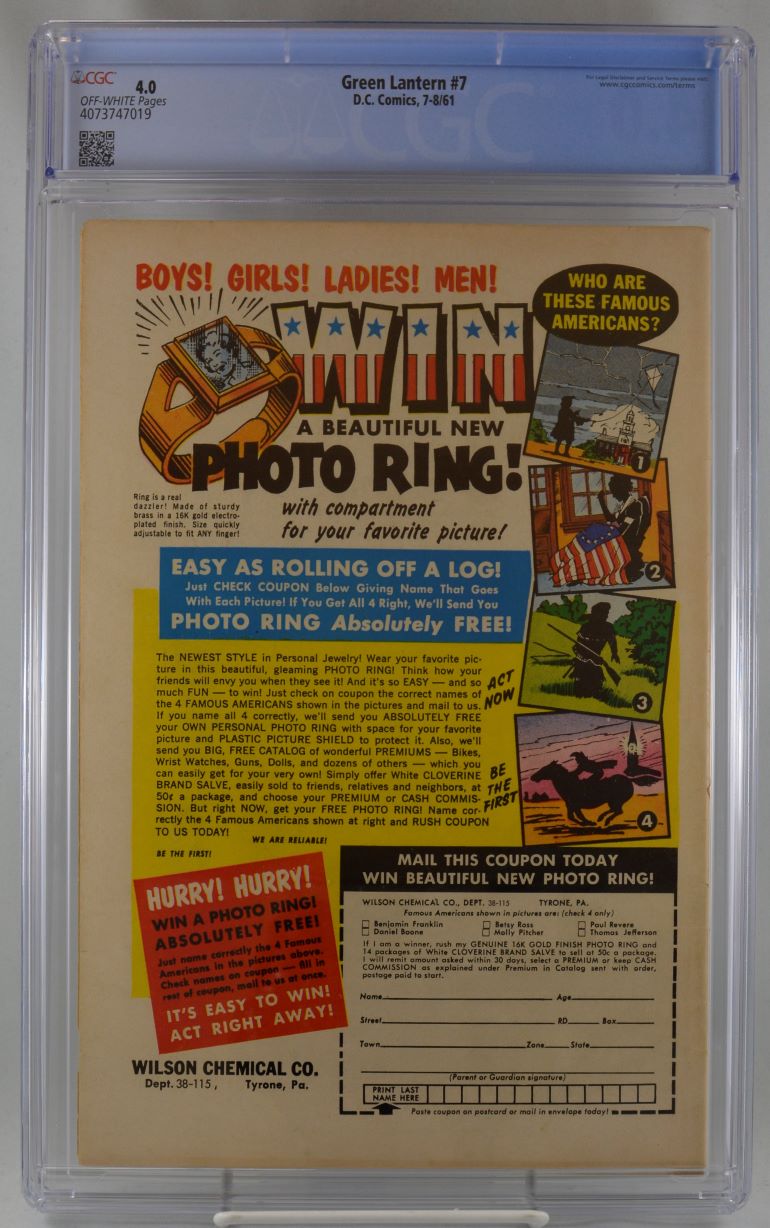 CGC
4.0
OFF-WHITE Pages
4073747019
Green Lantern #7
D.C. Comics, 7-8/61
For Legal Disclaimer and Service Terms please visit:
www.cgccomics.com/terms
CGC
BOYS! GIRLS! LADIES! MEN!
WIN
A BEAUTIFUL NEW
PHOTO RING!
with compartment
for your favorite picture!
Ring is a real
dazzler! Made of sturdy
brass in a 16K gold electro-
plated finish. Size quickly
adjustable to fit ANY finger!
WHO ARE
THESE FAMOUS
AMERICANS?
1
2
3
4
EASY AS ROLLING OFF A LOG!
Just CHECK COUPON Below Giving Name That Goes
With Each Picture! If You Get All 4 Right, We'll Send You
PHOTO RING Absolutely FREE!
The NEWEST STYLE in Personal Jewelry! Wear your favorite pic-
ture in this beautiful, gleaming PHOTO RING! Think how your
friends will envy you when they see it! And it's so EASY — and so
much FUN — to win! Just check on coupon the correct names of
the 4 FAMOUS AMERICANS shown in the pictures and mail to us.
If you name all 4 correctly, we'll send you ABSOLUTELY FREE
your OWN PERSONAL PHOTO RING with space for your favorite
picture and PLASTIC PICTURE SHIELD to protect it. Also, we'll
send you BIG, FREE CATALOG of wonderful PREMIUMS — Bikes,
Wrist Watches, Guns, Dolls, and dozens of others — which you
can easily get for your very own! Simply offer White CLOVERINE
BRAND SALVE, easily sold to friends, relatives and neighbors, at
50¢ a package, and choose your PREMIUM or CASH COMMIS-
SION. But right NOW, get your FREE PHOTO RING! Name cor-
rectly the 4 Famous Americans shown at right and RUSH COUPON
TO US TODAY!
WE ARE RELIABLE!
BE THE FIRST!
ACT
NOW
BE
THE
FIRST
HURRY! HURRY!
WIN A PHOTO RING!
ABSOLUTELY FREE!
Just name correctly the 4 Famous
Americans in the pictures above.
Check names on coupon — fill in
rest of coupon, mail to us at once.
IT'S EASY TO WIN!
ACT RIGHT AWAY!
WILSON CHEMICAL CO.
Dept. 38-115, Tyrone, Pa.
MAIL THIS COUPON TODAY
WIN BEAUTIFUL NEW PHOTO RING!
WILSON CHEMICAL CO., DEPT. 38-115 TYRONE, PA.
Famous Americans shown in pictures are: (check 4 only)
Benjamin Franklin Betsy Ross Paul Revere
Daniel Boone Molly Pitcher Thomas Jefferson
If I am a winner, rush my GENUINE 16K GOLD FINISH PHOTO RING and
14 packages of White CLOVERINE BRAND SALVE to sell at 50c a package.
I will remit amount asked within 30 days, select a PREMIUM or keep CASH
COMMISSION as explained under Premium in Catalog sent with order,
postage paid to start.
Name Age
Street RD Box
Town Zone State
(Parent or Guardian signature)
PRINT LAST
NAME HERE
Paste coupon on postcard or mail in envelope today!